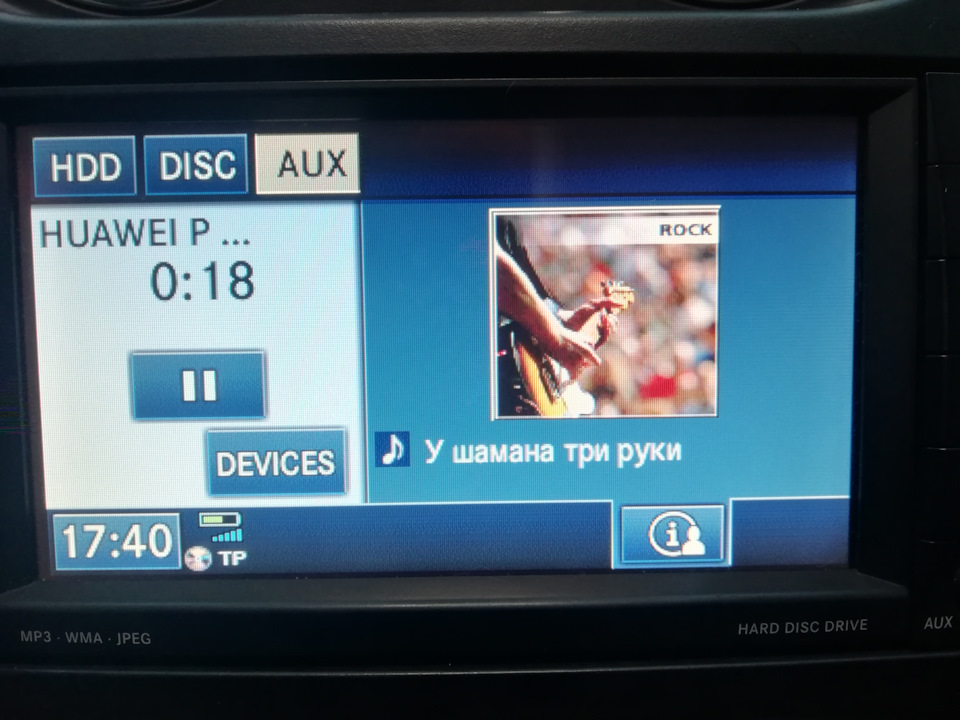 HDD DISC AUX
HUAWEI P ...
0:18
DEVICES
ROCK
У шамана три руки
17:40 TP
MP3 · WMA · JPEG
HARD DISC DRIVE
AUX